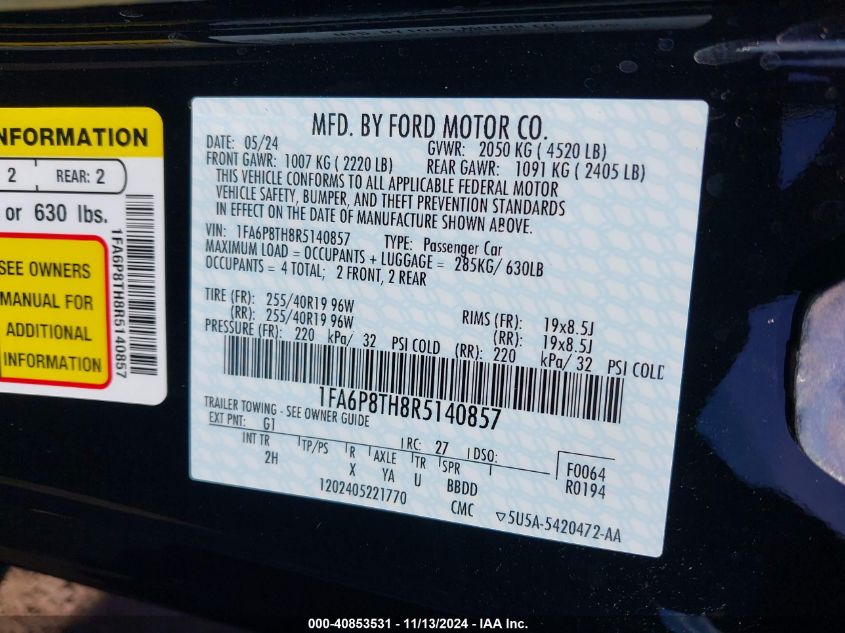 NFORMATION
2 REAR: 2
or 630 lbs.
SEE OWNERS
MANUAL FOR
ADDITIONAL
INFORMATION
1FA6P8TH8R5140857
MFD. BY FORD MOTOR CO.
DATE: 05/24 GVWR: 2050 KG ( 4520 LB)
FRONT GAWR: 1007 KG ( 2220 LB) REAR GAWR: 1091 KG ( 2405 LB)
THIS VEHICLE CONFORMS TO ALL APPLICABLE FEDERAL MOTOR
VEHICLE SAFETY, BUMPER, AND THEFT PREVENTION STANDARDS
IN EFFECT ON THE DATE OF MANUFACTURE SHOWN ABOVE.
VIN: 1FA6P8TH8R5140857 TYPE: Passenger Car
MAXIMUM LOAD = OCCUPANTS + LUGGAGE = 285KG/ 630LB
OCCUPANTS = 4 TOTAL; 2 FRONT, 2 REAR
TIRE (FR): 255/40R19 96W RIMS (FR): 19x8.5J
(RR): 255/40R19 96W (RR): 19x8.5J
PRESSURE (FR): 220 kPa/ 32 PSI COLD (RR): 220 kPa/ 32 PSI COLD
1FA6P8TH8R5140857
TRAILER TOWING - SEE OWNER GUIDE
EXT PNT: G1 RC: 27 DSO:
INT TR TP/PS R AXLE TR SPR F0064
2H X YA U BBDD R0194
1202405221770 CMC 5U5A-5420472-AA
000-40853531 - 11/13/2024 - IAA Inc.